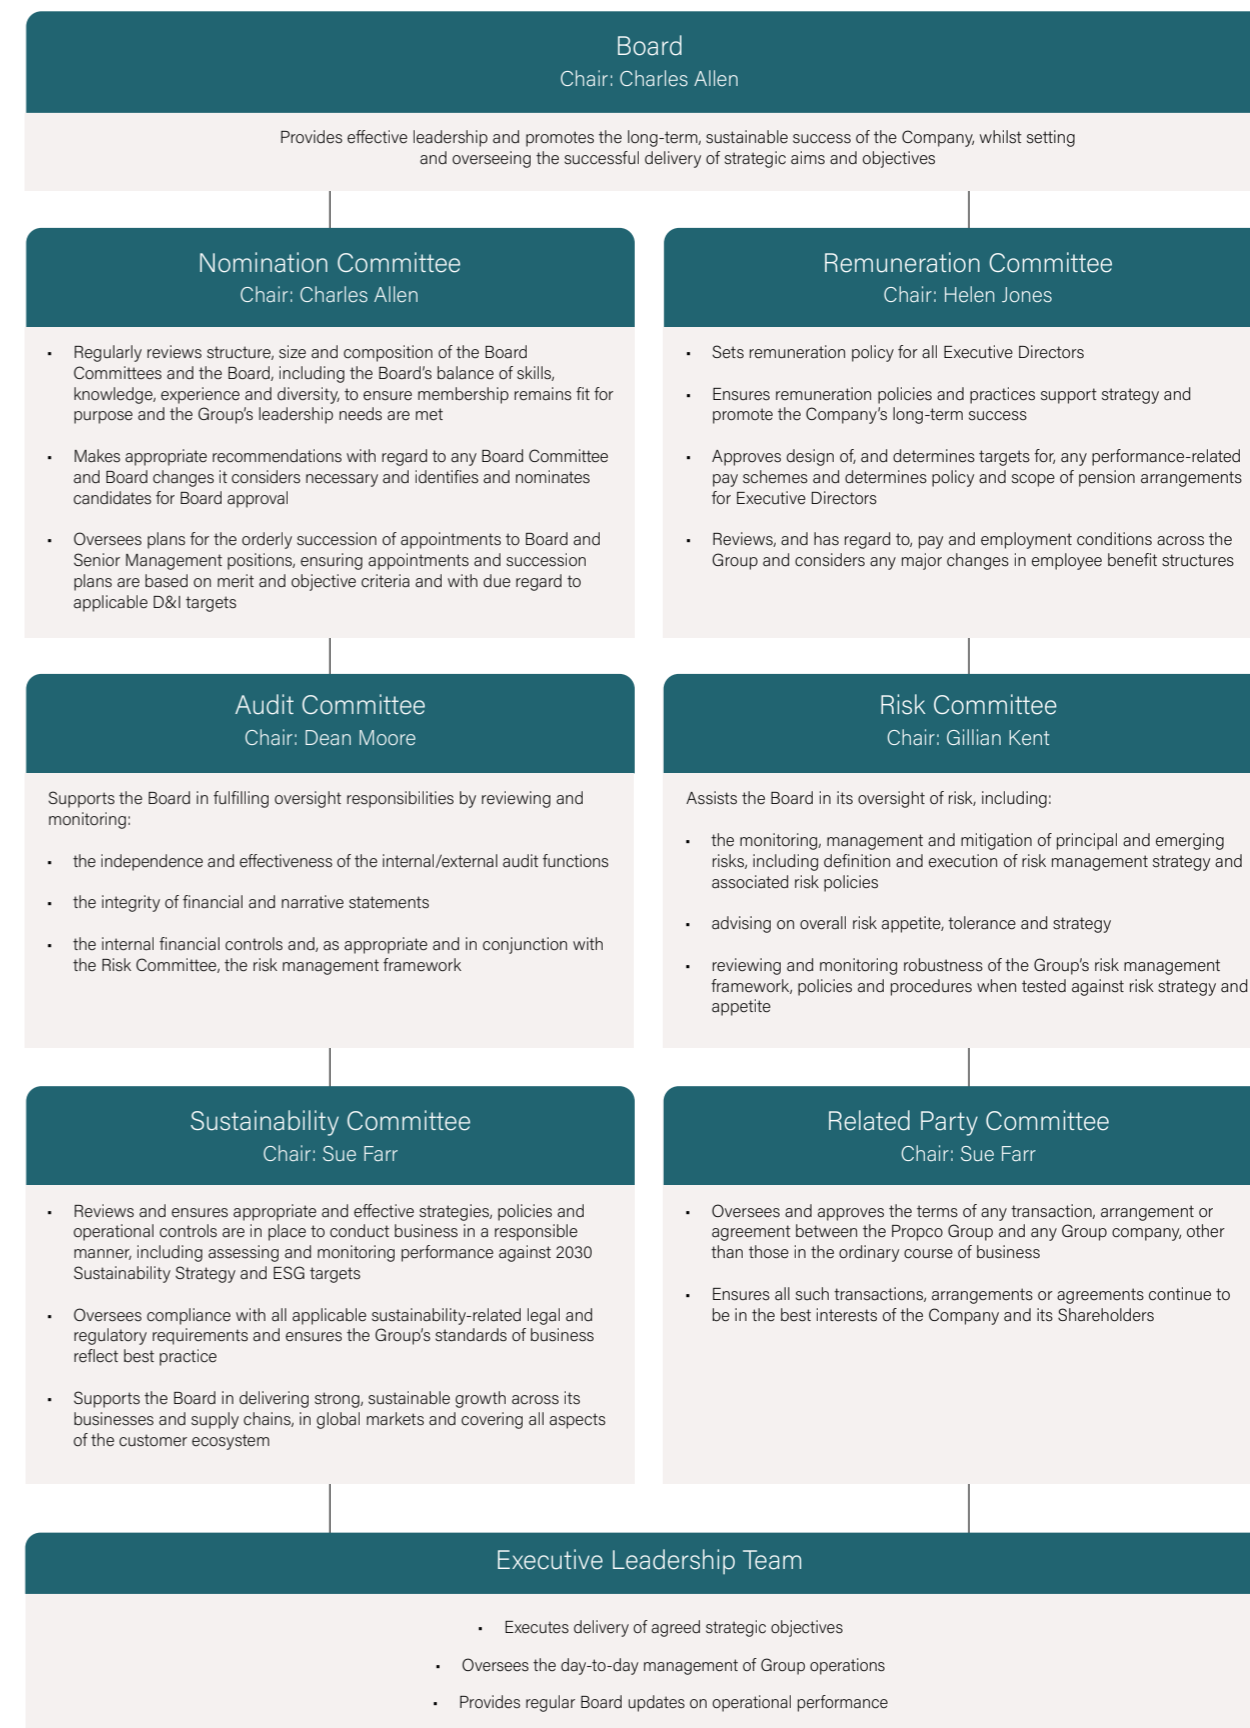 Board
Chair: Charles Allen
Provides effective leadership and promotes the long-term, sustainable success of the Company, whilst setting
and overseeing the successful delivery of strategic aims and objectives
Nomination Committee
Chair: Charles Allen
▪ Regularly reviews structure, size and composition of the Board
Committees and the Board, including the Board's balance of skills,
knowledge, experience and diversity, to ensure membership remains fit for
purpose and the Group's leadership needs are met
▪ Makes appropriate recommendations with regard to any Board Committee
and Board changes it considers necessary and identifies and nominates
candidates for Board approval
▪ Oversees plans for the orderly succession of appointments to Board and
Senior Management positions, ensuring appointments and succession
plans are based on merit and objective criteria and with due regard to
applicable D&I targets
Remuneration Committee
Chair: Helen Jones
▪ Sets remuneration policy for all Executive Directors
▪ Ensures remuneration policies and practices support strategy and
promote the Company's long-term success
▪ Approves design of, and determines targets for, any performance-related
pay schemes and determines policy and scope of pension arrangements
for Executive Directors
▪ Reviews, and has regard to, pay and employment conditions across the
Group and considers any major changes in employee benefit structures
Audit Committee
Chair: Dean Moore
Supports the Board in fulfilling oversight responsibilities by reviewing and
monitoring:
▪ the independence and effectiveness of the internal/external audit functions
▪ the integrity of financial and narrative statements
▪ the internal financial controls and, as appropriate and in conjunction with
the Risk Committee, the risk management framework
Risk Committee
Chair: Gillian Kent
Assists the Board in its oversight of risk, including:
▪ the monitoring, management and mitigation of principal and emerging
risks, including definition and execution of risk management strategy and
associated risk policies
▪ advising on overall risk appetite, tolerance and strategy
▪ reviewing and monitoring robustness of the Group's risk management
framework, policies and procedures when tested against risk strategy and
appetite
Sustainability Committee
Chair: Sue Farr
▪ Reviews and ensures appropriate and effective strategies, policies and
operational controls are in place to conduct business in a responsible
manner, including assessing and monitoring performance against 2030
Sustainability Strategy and ESG targets
▪ Oversees compliance with all applicable sustainability-related legal and
regulatory requirements and ensures the Group's standards of business
reflect best practice
▪ Supports the Board in delivering strong, sustainable growth across its
businesses and supply chains, in global markets and covering all aspects
of the customer ecosystem
Related Party Committee
Chair: Sue Farr
▪ Oversees and approves the terms of any transaction, arrangement or
agreement between the Propco Group and any Group company, other
than those in the ordinary course of business
▪ Ensures all such transactions, arrangements or agreements continue to
be in the best interests of the Company and its Shareholders
Executive Leadership Team
▪ Executes delivery of agreed strategic objectives
▪ Oversees the day-to-day management of Group operations
▪ Provides regular Board updates on operational performance